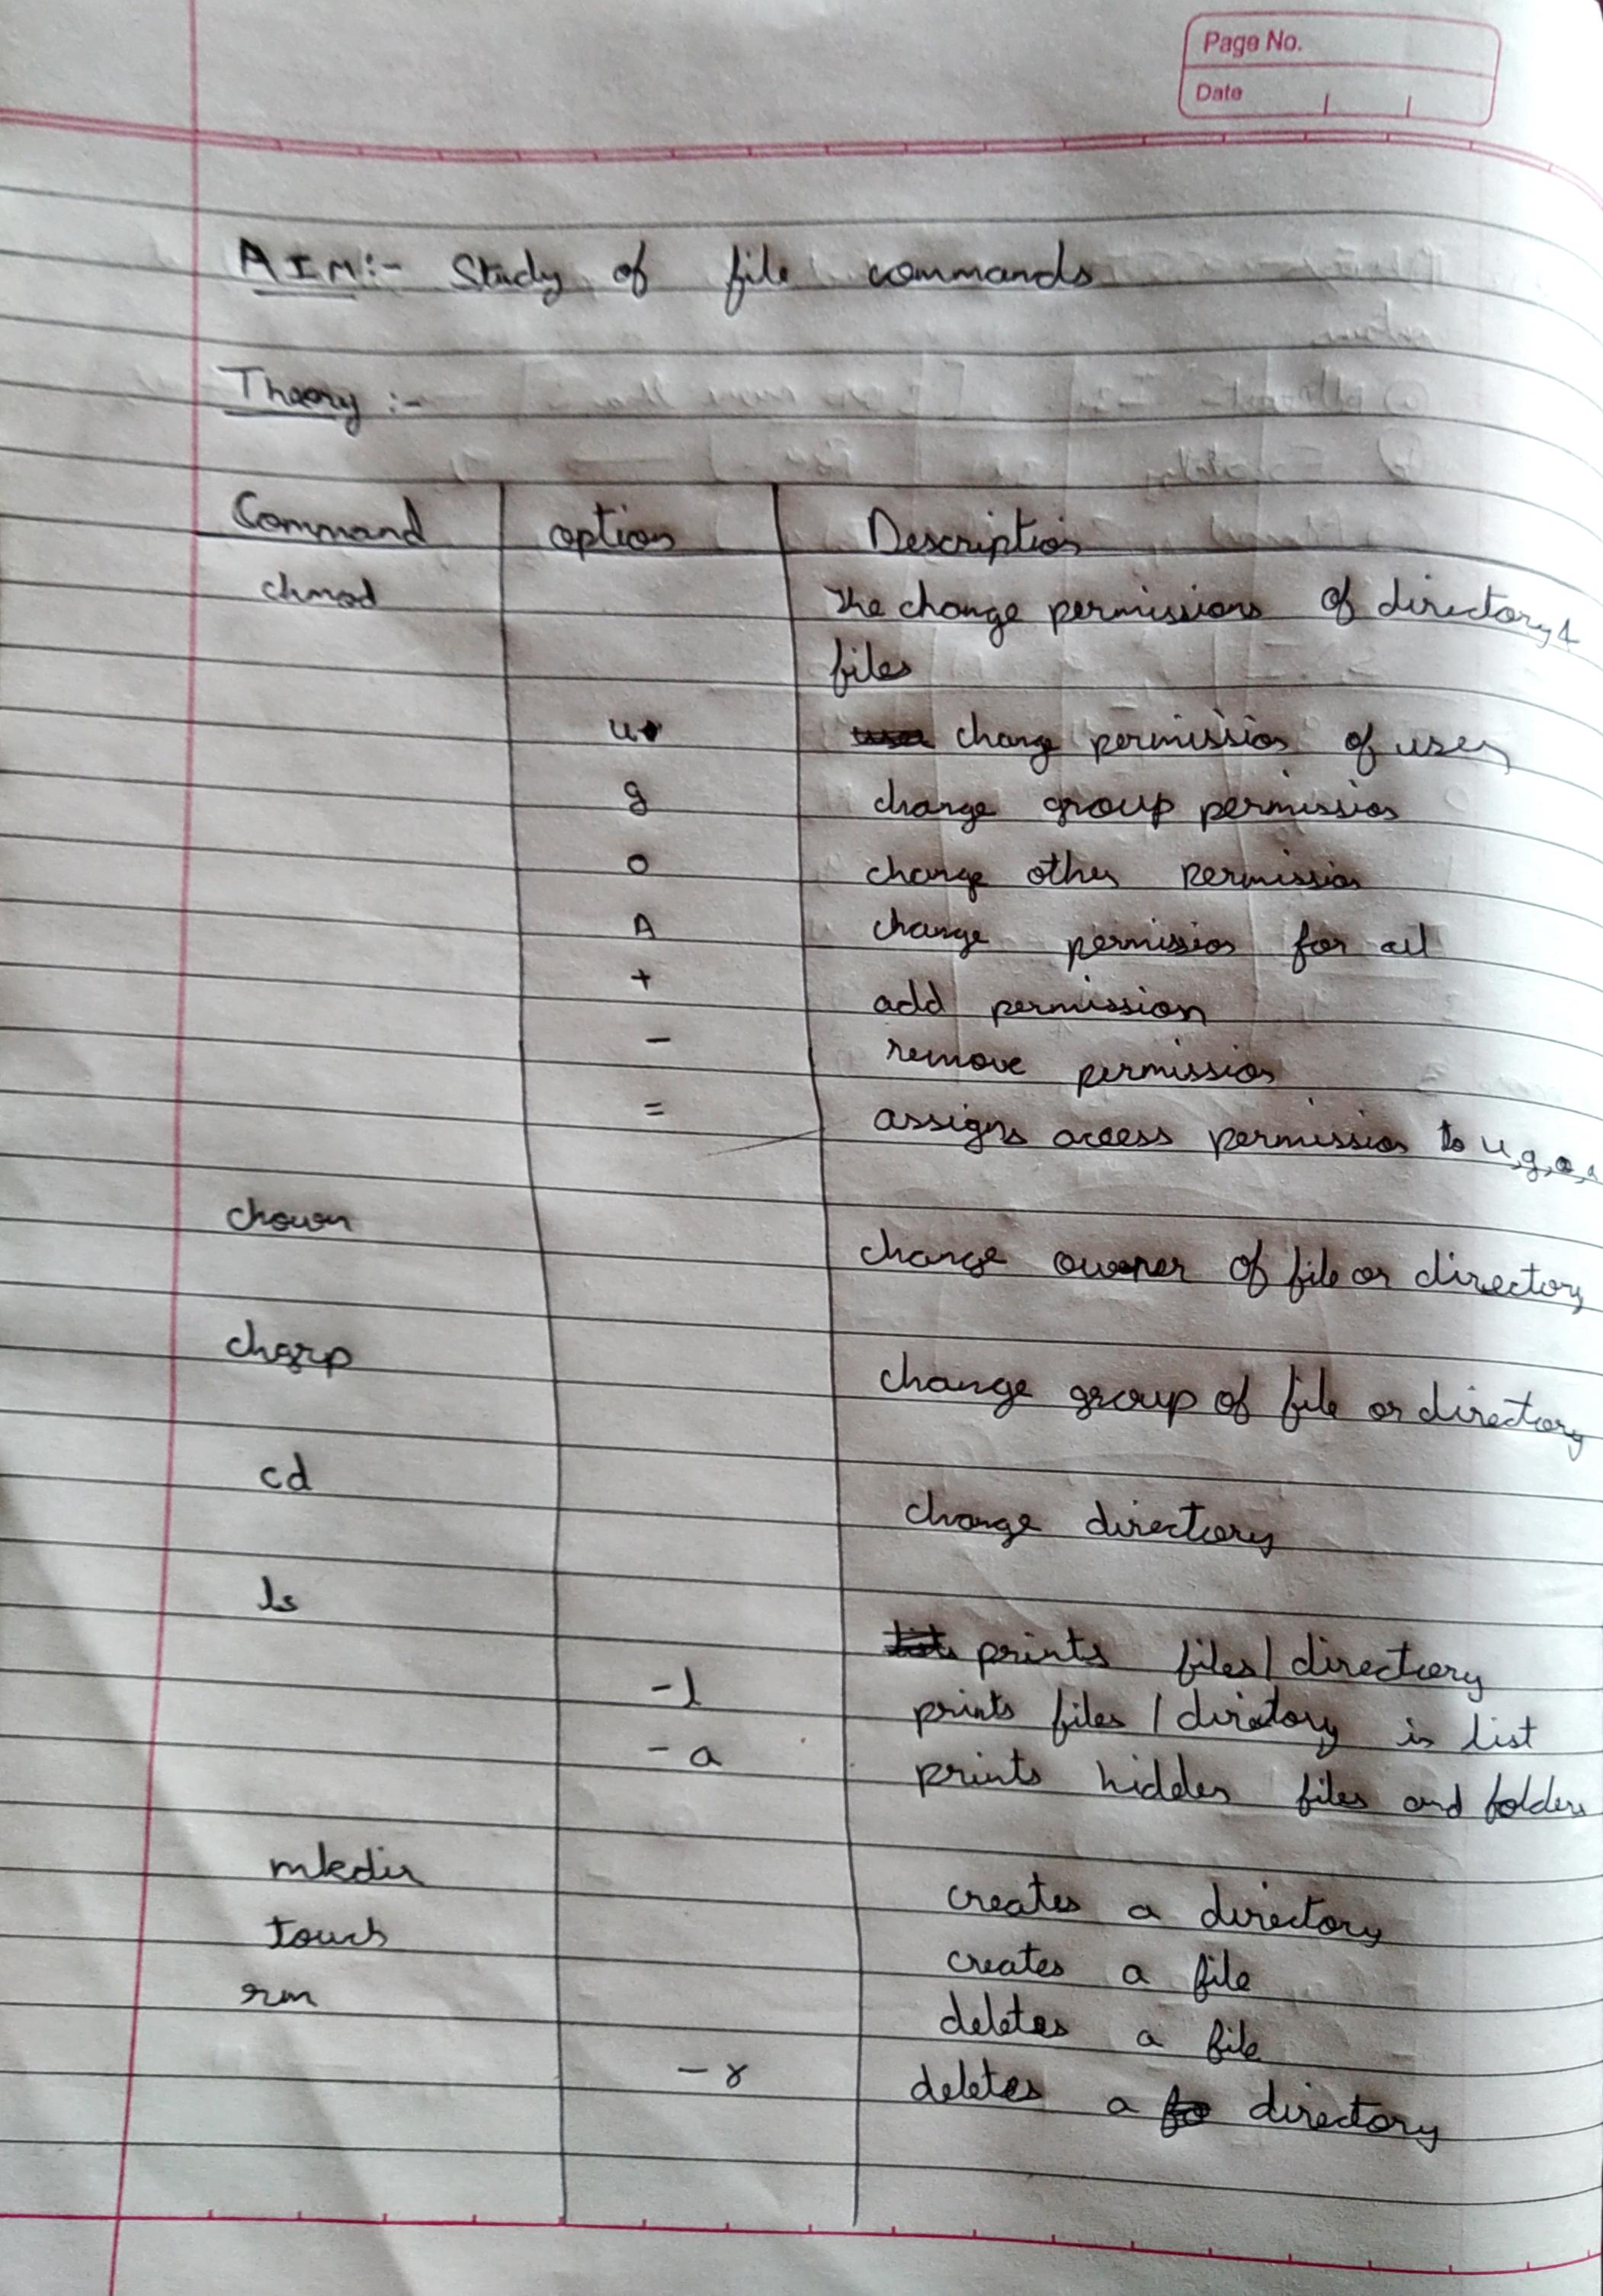 Page No.
Date
AIM:- Study of file commands
Theory :-
Command option Description
chmod The change permissions of directory &
files
u change permission of user
g change group permission
o change other permission
A change permission for all
+ add permission
- remove permission
= assigns access permission to u,g,o,a
chown change owner of file or directory
chgrp change group of file or directory
cd change directory
ls prints files/directory
-l prints files/directory in list
-a prints hidden files and folders
mkdir creates a directory
touch creates a file
rm deletes a file
-r deletes a directory